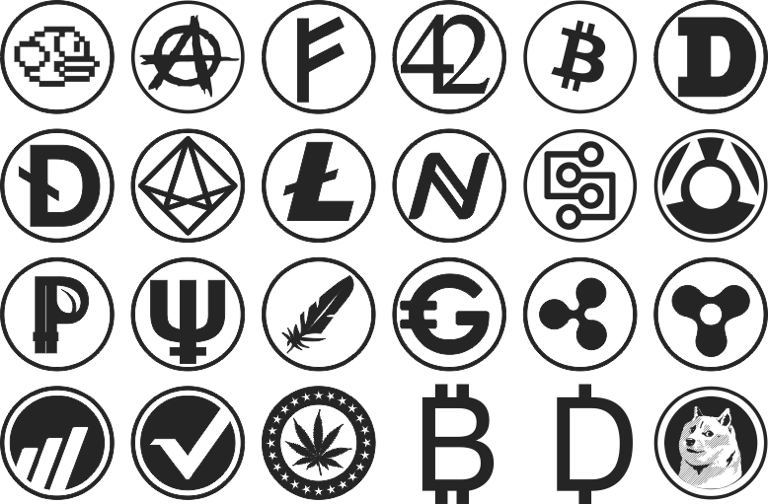 A 42 ₿ D
Ð Ł N
P Ψ G
₿ D